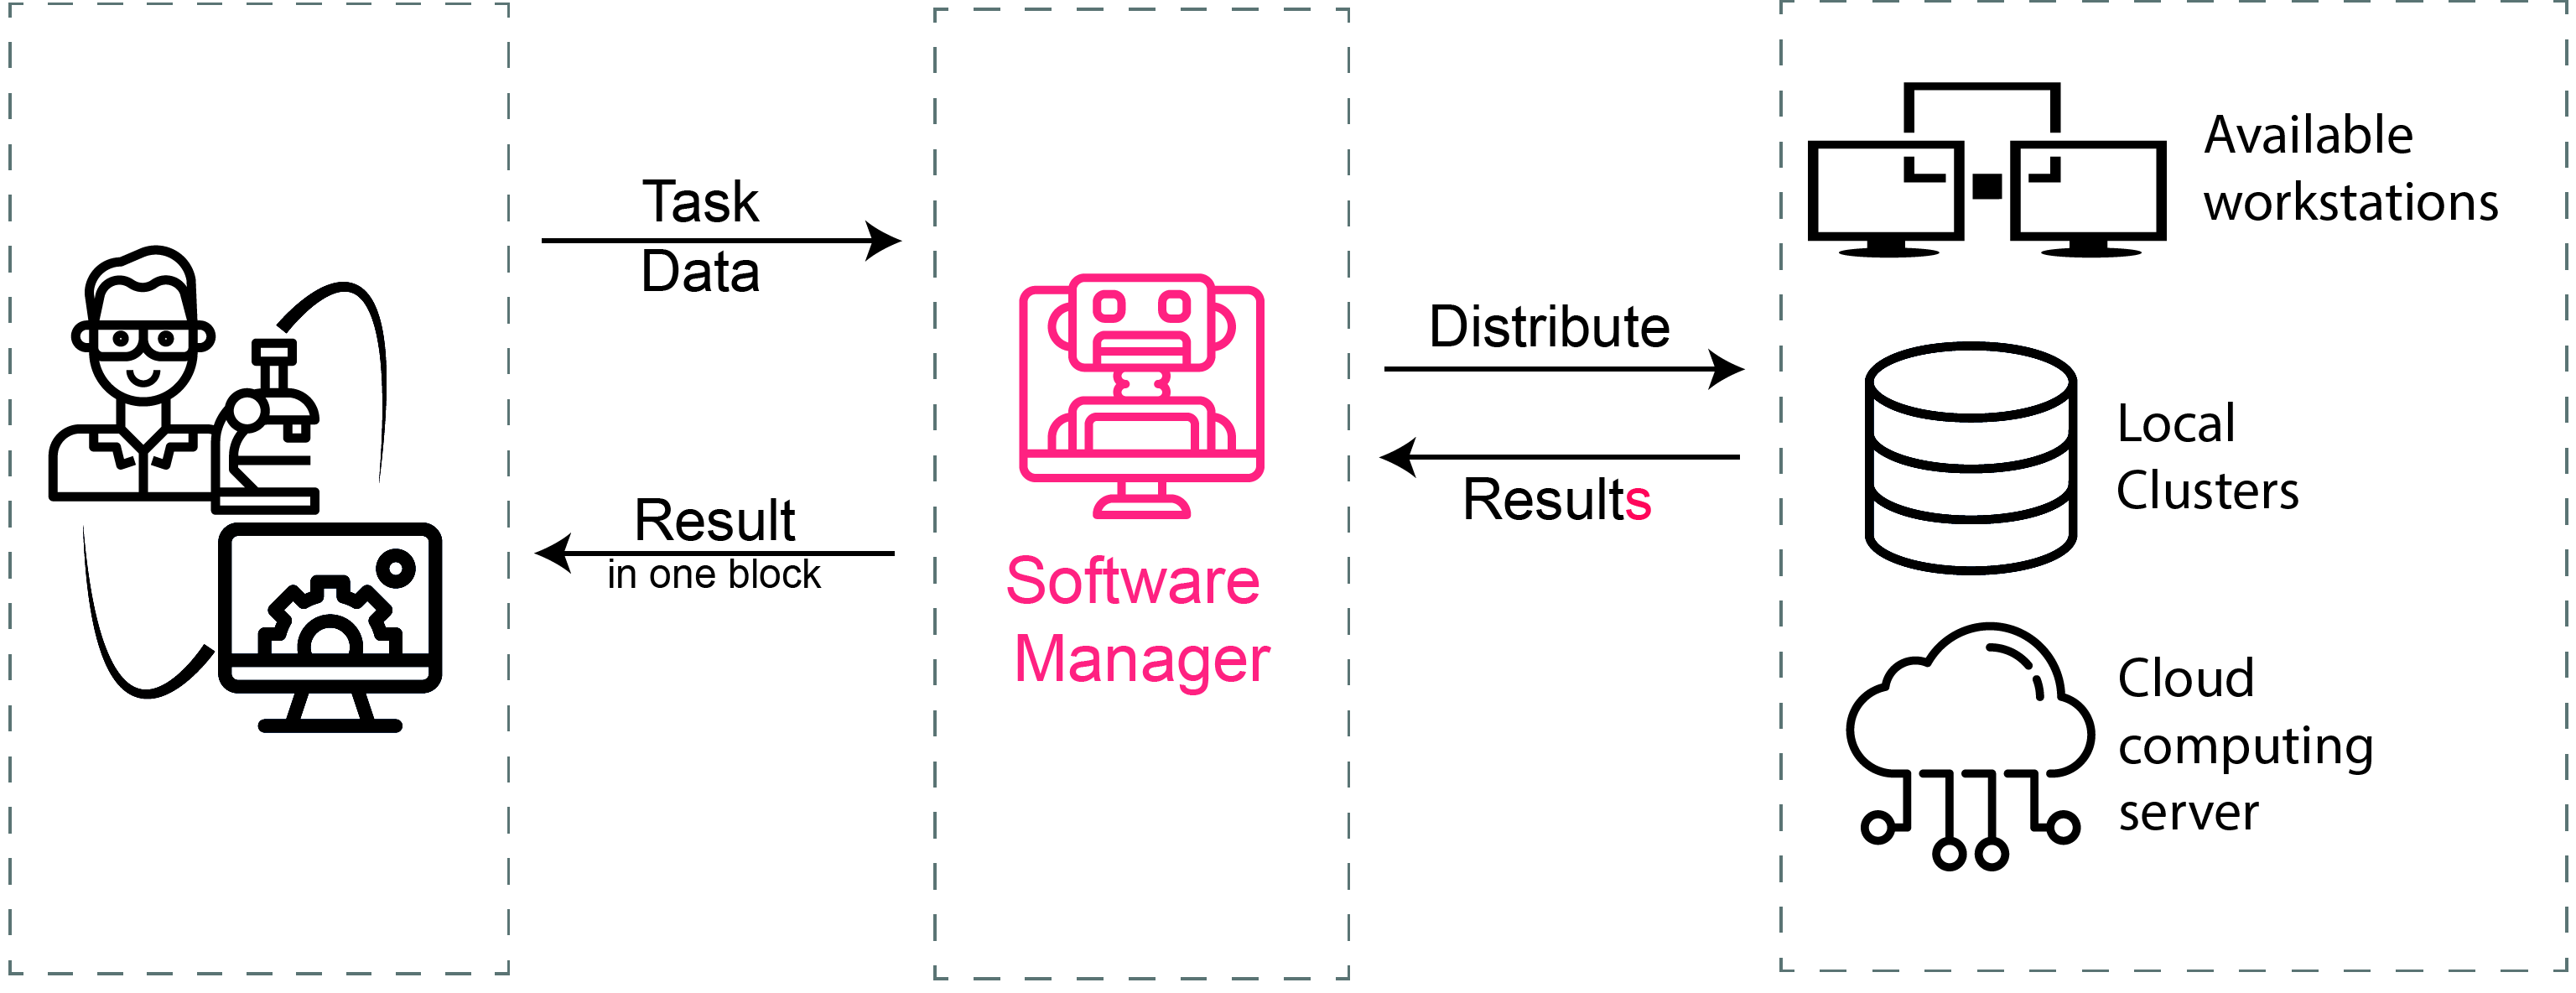 Task
Data
Result
in one block
Software
Manager
Distribute
Results
Available
workstations
Local
Clusters
Cloud
computing
server